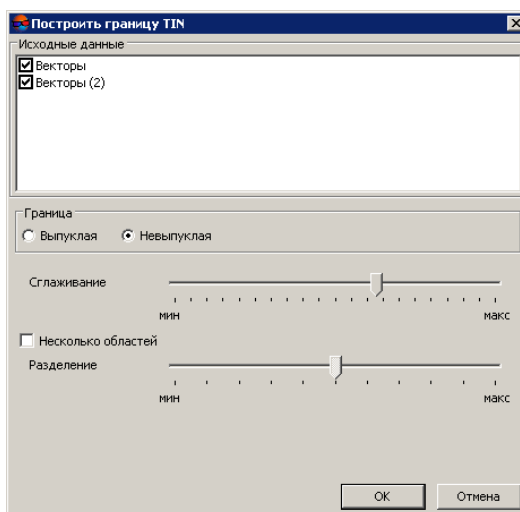 Построить границу TIN
Исходные данные
Векторы
Векторы (2)
Граница
Выпуклая Невыпуклая
Сглаживание
мин макс
Несколько областей
Разделение
мин макс
OK Отмена